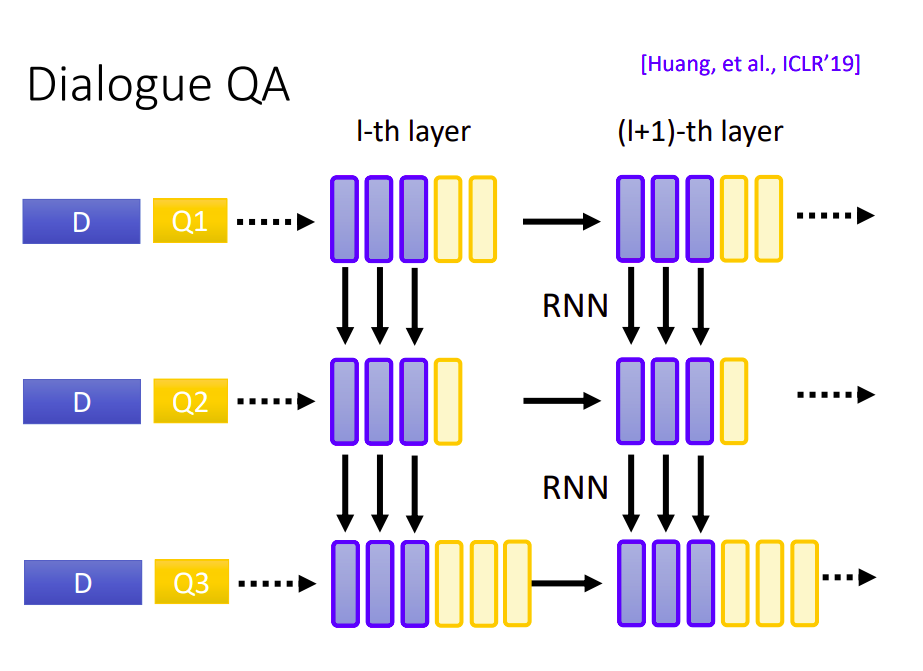 Dialogue QA
[Huang, et al., ICLR’19]
l-th layer
(l+1)-th layer
D
Q1
RNN
D
Q2
RNN
D
Q3